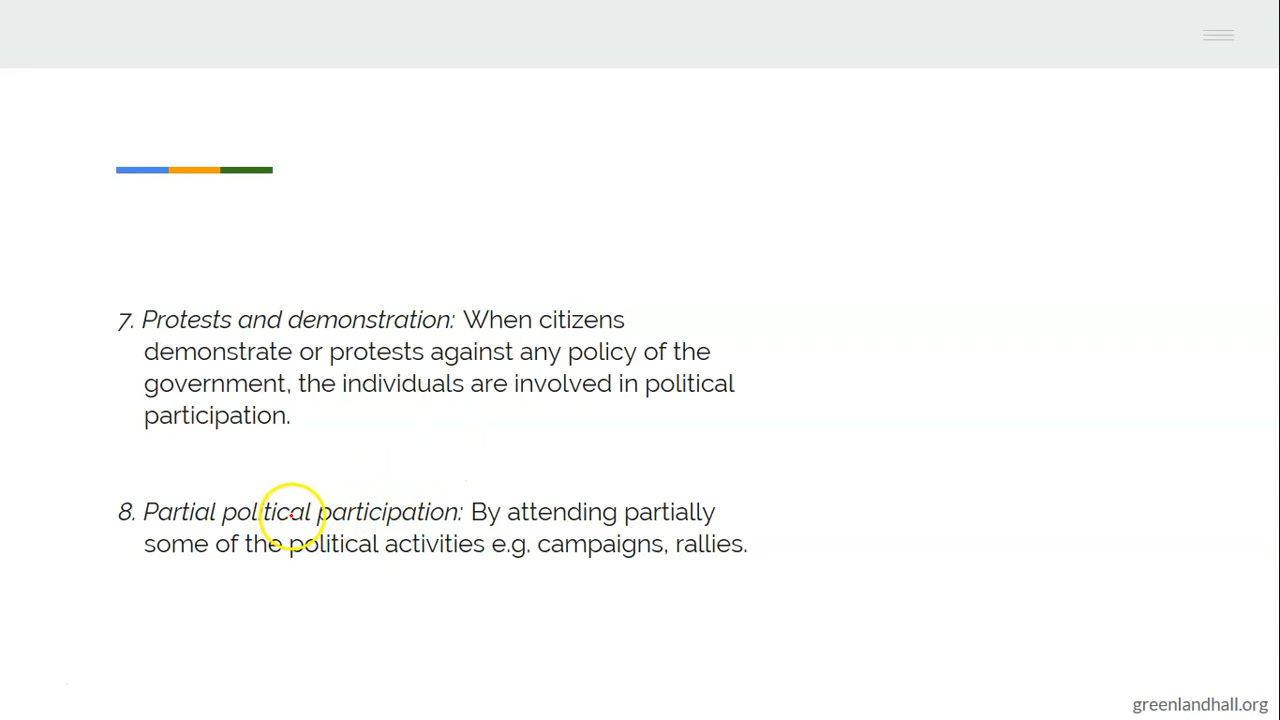 7. Protests and demonstration: When citizens
demonstrate or protests against any policy of the
government, the individuals are involved in political
participation.
8. Partial political participation: By attending partially
some of the political activities e.g. campaigns, rallies.
greenlandhall.org